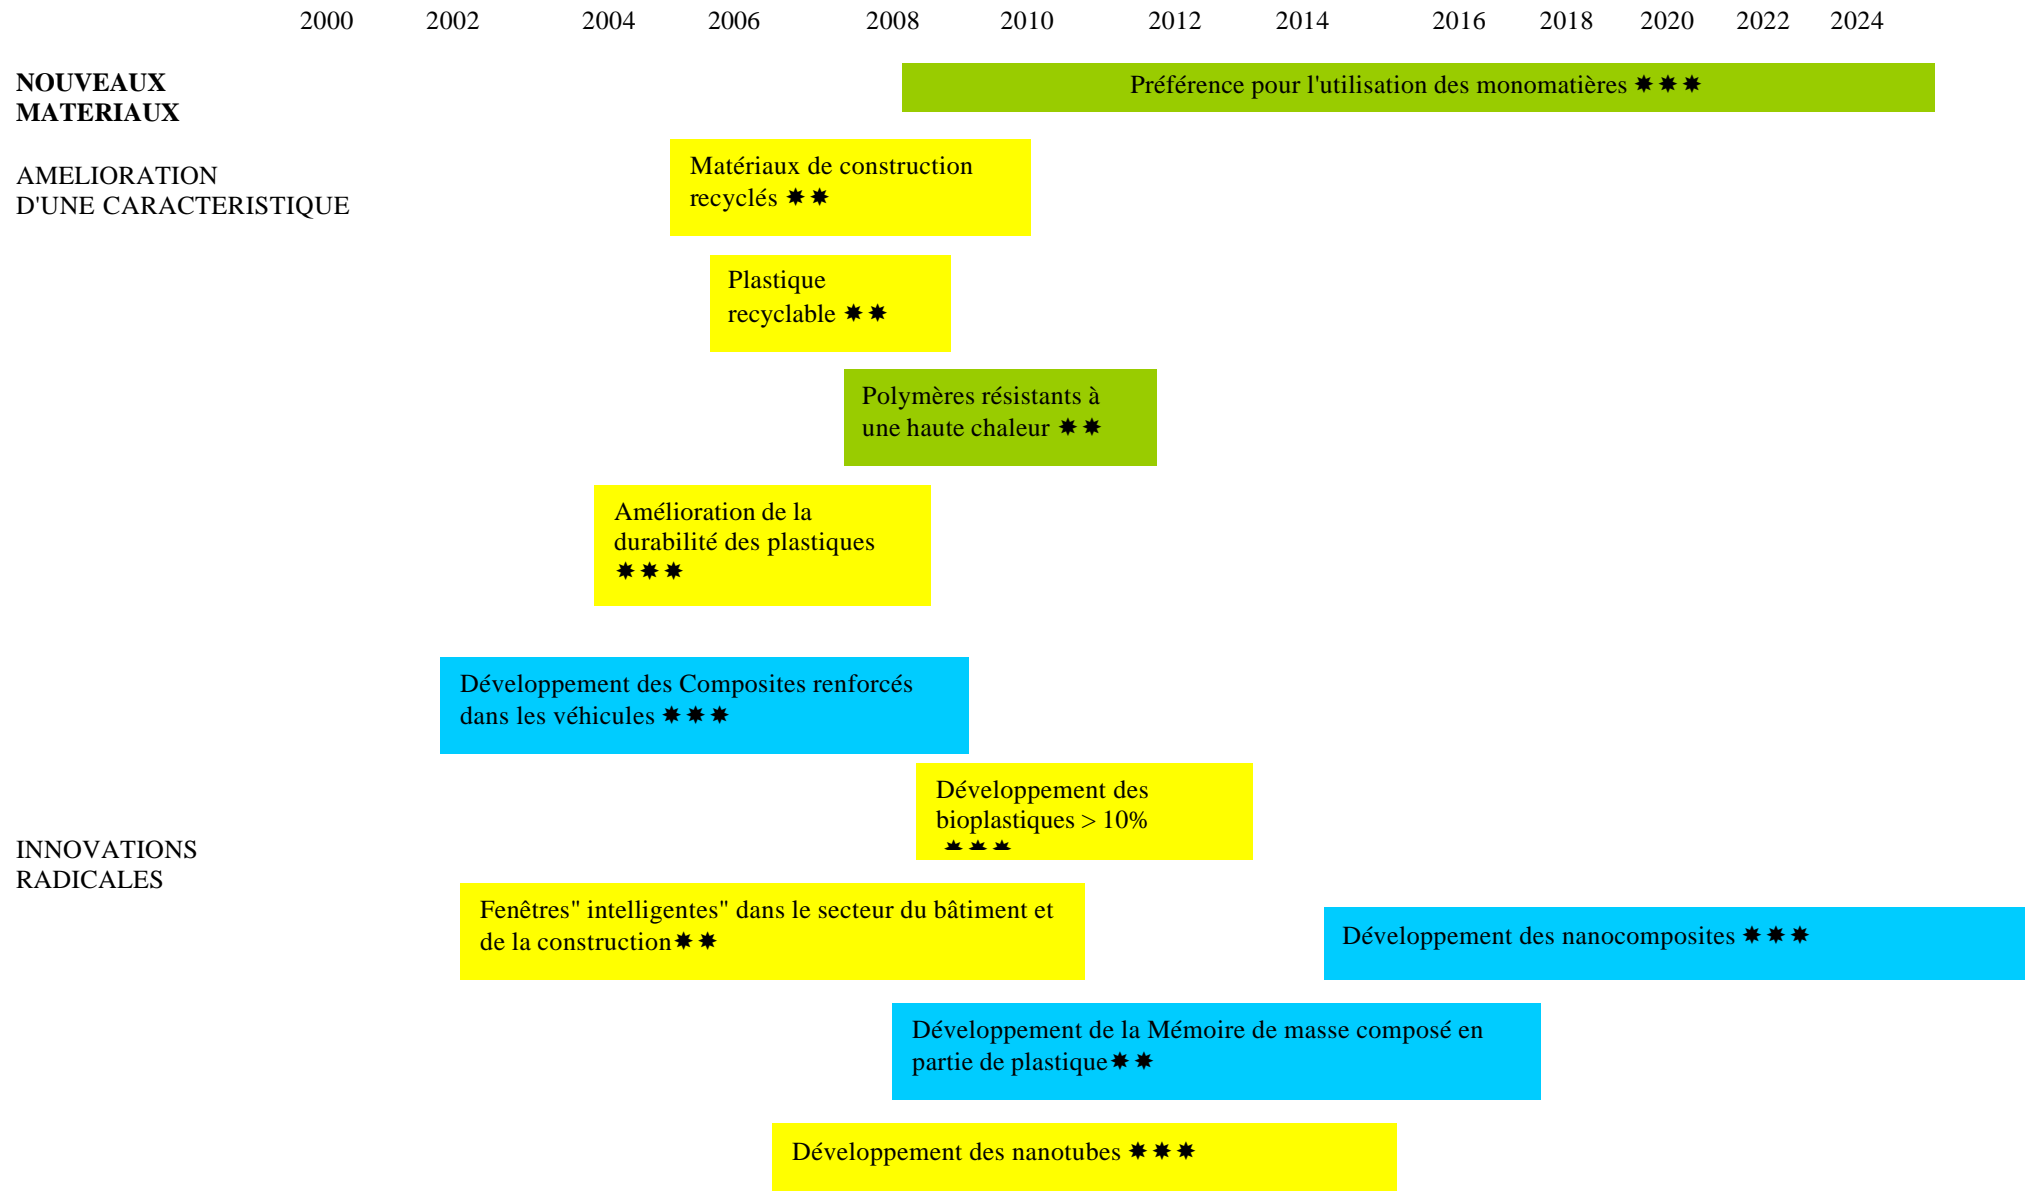 2000 2002 2004 2006 2008 2010 2012 2014 2016 2018 2020 2022 2024
NOUVEAUX
MATERIAUX
Préférence pour l'utilisation des monomatières ✸ ✸ ✸
AMELIORATION
D'UNE CARACTERISTIQUE
Matériaux de construction
recyclés ✸ ✸
Plastique
recyclable ✸ ✸
Polymères résistants à
une haute chaleur ✸ ✸
Amélioration de la
durabilité des plastiques
✸ ✸ ✸
Développement des Composites renforcés
dans les véhicules ✸ ✸ ✸
Développement des
bioplastiques > 10%
✸ ✸ ✸
INNOVATIONS
RADICALES
Fenêtres" intelligentes" dans le secteur du bâtiment et
de la construction ✸ ✸
Développement des nanocomposites ✸ ✸ ✸
Développement de la Mémoire de masse composé en
partie de plastique ✸ ✸
Développement des nanotubes ✸ ✸ ✸